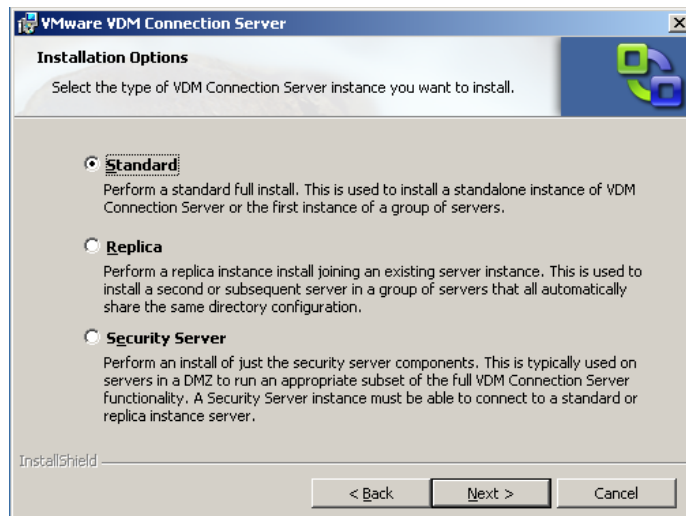 VMware VDM Connection Server
Installation Options
Select the type of VDM Connection Server instance you want to install.
Standard
Perform a standard full install. This is used to install a standalone instance of VDM
Connection Server or the first instance of a group of servers.
Replica
Perform a replica instance install joining an existing server instance. This is used to
install a second or subsequent server in a group of servers that all automatically
share the same directory configuration.
Security Server
Perform an install of just the security server components. This is typically used on
servers in a DMZ to run an appropriate subset of the full VDM Connection Server
functionality. A Security Server instance must be able to connect to a standard or
replica instance server.
InstallShield
< Back
Next >
Cancel